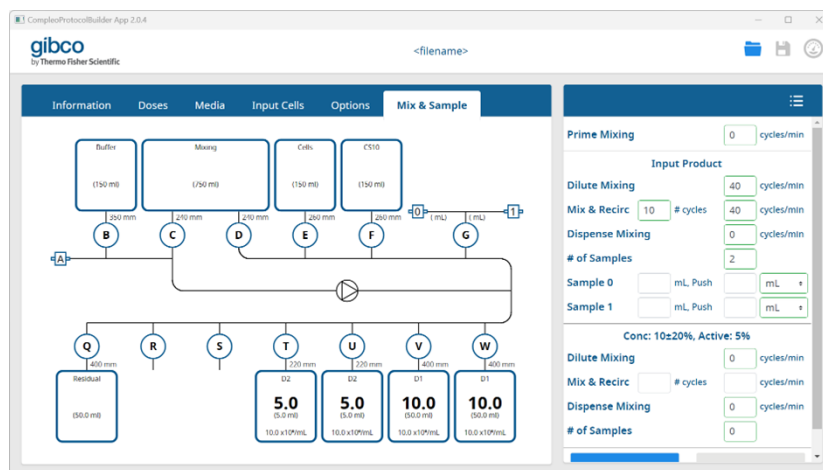 CompleoProtocolBuilder App 2.0.4
gibco
by Thermo Fisher Scientific
<filename>
Information Doses Media Input Cells Options Mix & Sample
Buffer Mixing Cells CS10
(150 ml) (750 ml) (150 ml) (150 ml)
350 mm 240 mm 240 mm 260 mm 260 mm
0 ( mL) ( mL) 1
B C D E F G
A
Q R S T U V W
400 mm 220 mm 220 mm 400 mm 400 mm
Residual D2 D2 D1 D1
5.0 5.0 10.0 10.0
(50.0 ml) (5.0 ml) (5.0 ml) (50.0 ml) (50.0 ml)
10.0 x10⁶/mL 10.0 x10⁶/mL 10.0 x10⁶/mL 10.0 x10⁶/mL
Prime Mixing 0 cycles/min
Input Product
Dilute Mixing 40 cycles/min
Mix & Recirc 10 # cycles 40 cycles/min
Dispense Mixing 0 cycles/min
# of Samples 2
Sample 0 mL, Push mL
Sample 1 mL, Push mL
Conc: 10±20%, Active: 5%
Dilute Mixing 0 cycles/min
Mix & Recirc # cycles cycles/min
Dispense Mixing 0 cycles/min
# of Samples 0